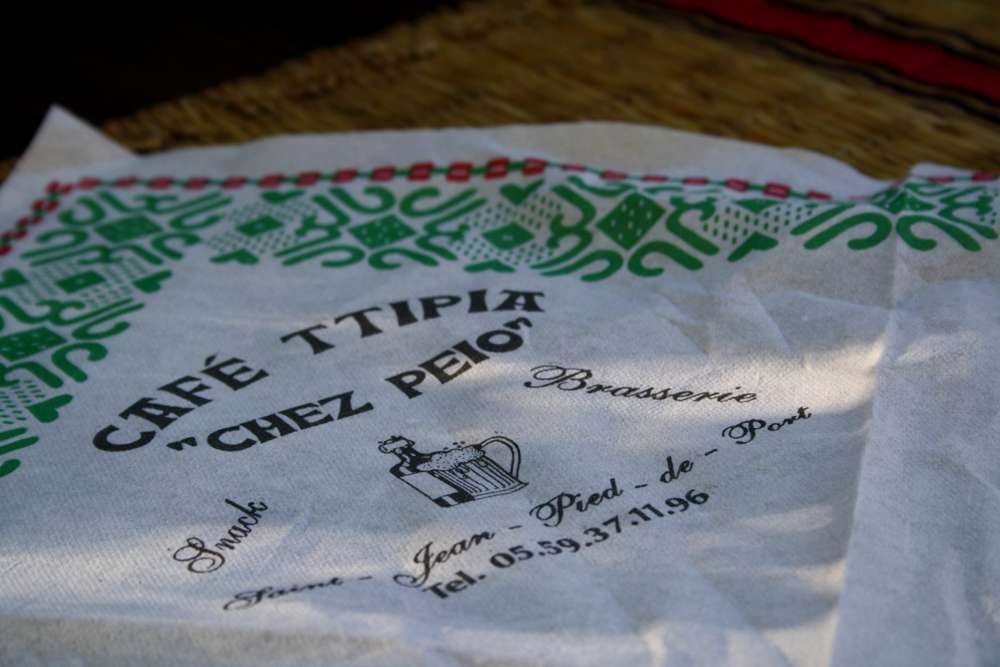 CAFÉ TTIPIA
"CHEZ PEIO"
Brasserie
Snack
Saint - Jean - Pied - de - Port
Tel. 05.59.37.11.96